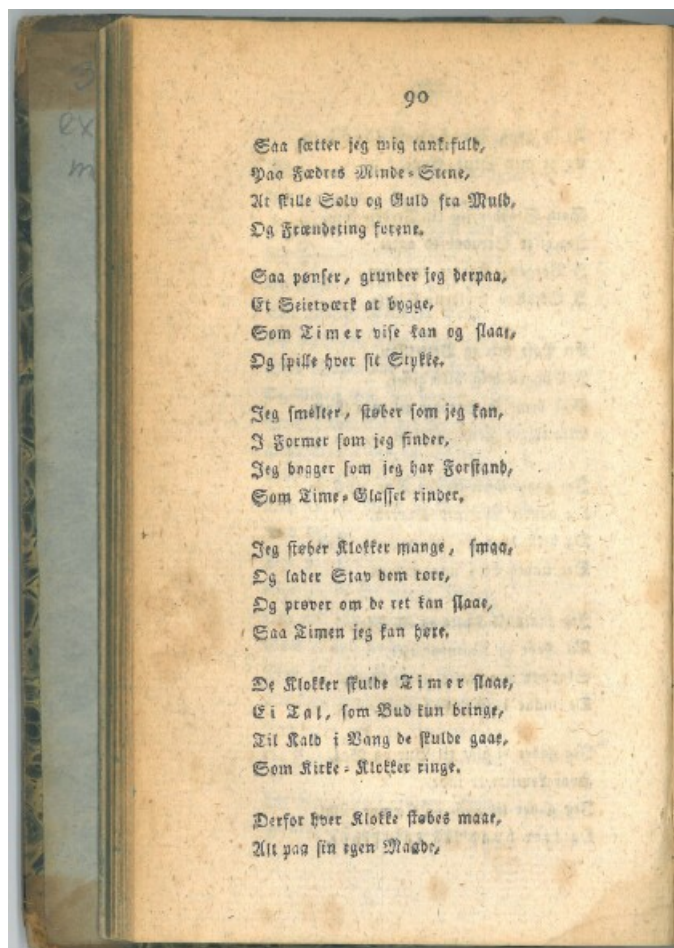 90
Saa sætter jeg mig tankefuld,
Paa Fædres Minde-Stene,
At skille Sølv og Guld fra Muld,
Og Frændering forene.
Saa pønser, grunder jeg derpaa,
Et Seierværk at bygge,
Som Timer vise kan og slaae,
Og spille hver sit Stykke.
Jeg smelter, støber som jeg kan,
I Former som jeg finder,
Jeg bygger som jeg har Forstand,
Som Time-Glasset rinder.
Jeg støber Klokker mange, smaa,
Og lader Stav dem røre,
Og prøver om de ret kan slaae,
Saa Timen jeg kan høre.
De Klokker skulde Timer slaae,
Ei Tal, som Bud kun bringe,
Til Kald i Vang de skulde gaae,
Som Kirke-Klokker ringe.
Derfor hver Klokke støbes maae,
Alt paa sin egen Maade,